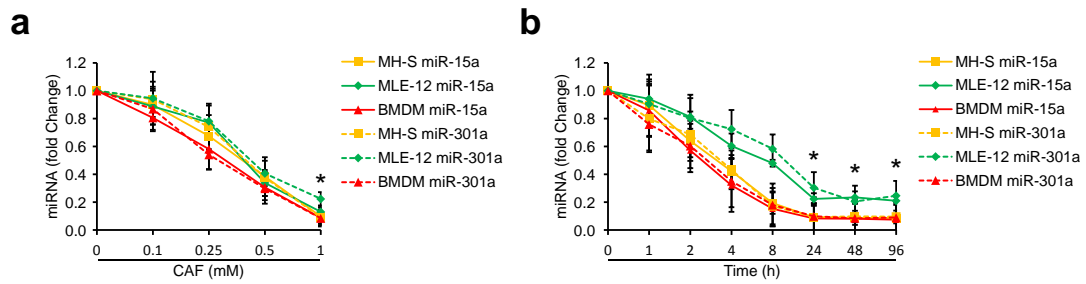 a
miRNA (fold Change)
1.2
1.0
0.8
0.6
0.4
0.2
0.0
*
0 0.1 0.25 0.5 1
CAF (mM)
MH-S miR-15a
MLE-12 miR-15a
BMDM miR-15a
MH-S miR-301a
MLE-12 miR-301a
BMDM miR-301a
b
miRNA (fold Change)
1.2
1.0
0.8
0.6
0.4
0.2
0.0
* * *
0 1 2 4 8 24 48 96
Time (h)
MH-S miR-15a
MLE-12 miR-15a
BMDM miR-15a
MH-S miR-301a
MLE-12 miR-301a
BMDM miR-301a